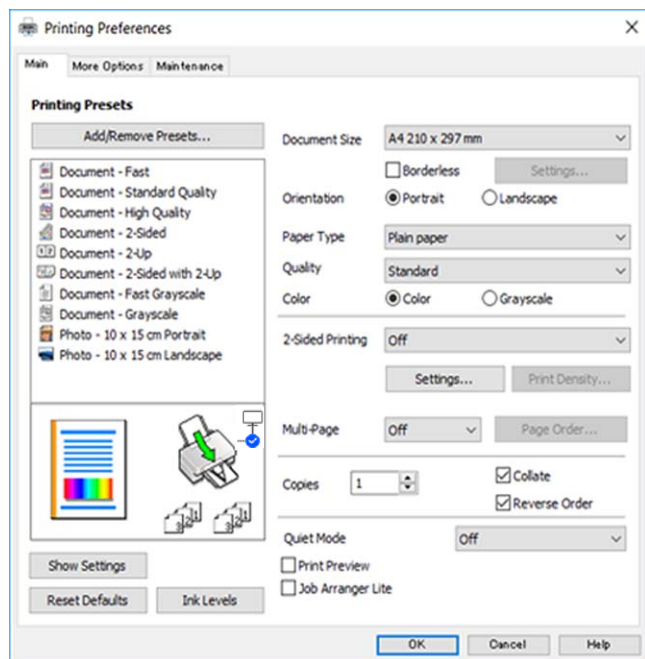 Printing Preferences
Main
More Options
Maintenance
Printing Presets
Add/Remove Presets...
Document - Fast
Document - Standard Quality
Document - High Quality
Document - 2-Sided
Document - 2-Up
Document - 2-Sided with 2-Up
Document - Fast Grayscale
Document - Grayscale
Photo - 10 x 15 cm Portrait
Photo - 10 x 15 cm Landscape
Show Settings
Reset Defaults
Ink Levels
Document Size
A4 210 x 297 mm
Borderless
Settings...
Orientation
Portrait
Landscape
Paper Type
Plain paper
Quality
Standard
Color
Color
Grayscale
2-Sided Printing
Off
Settings...
Print Density...
Multi-Page
Off
Page Order...
Copies
1
Collate
Reverse Order
Quiet Mode
Off
Print Preview
Job Arranger Lite
OK
Cancel
Help